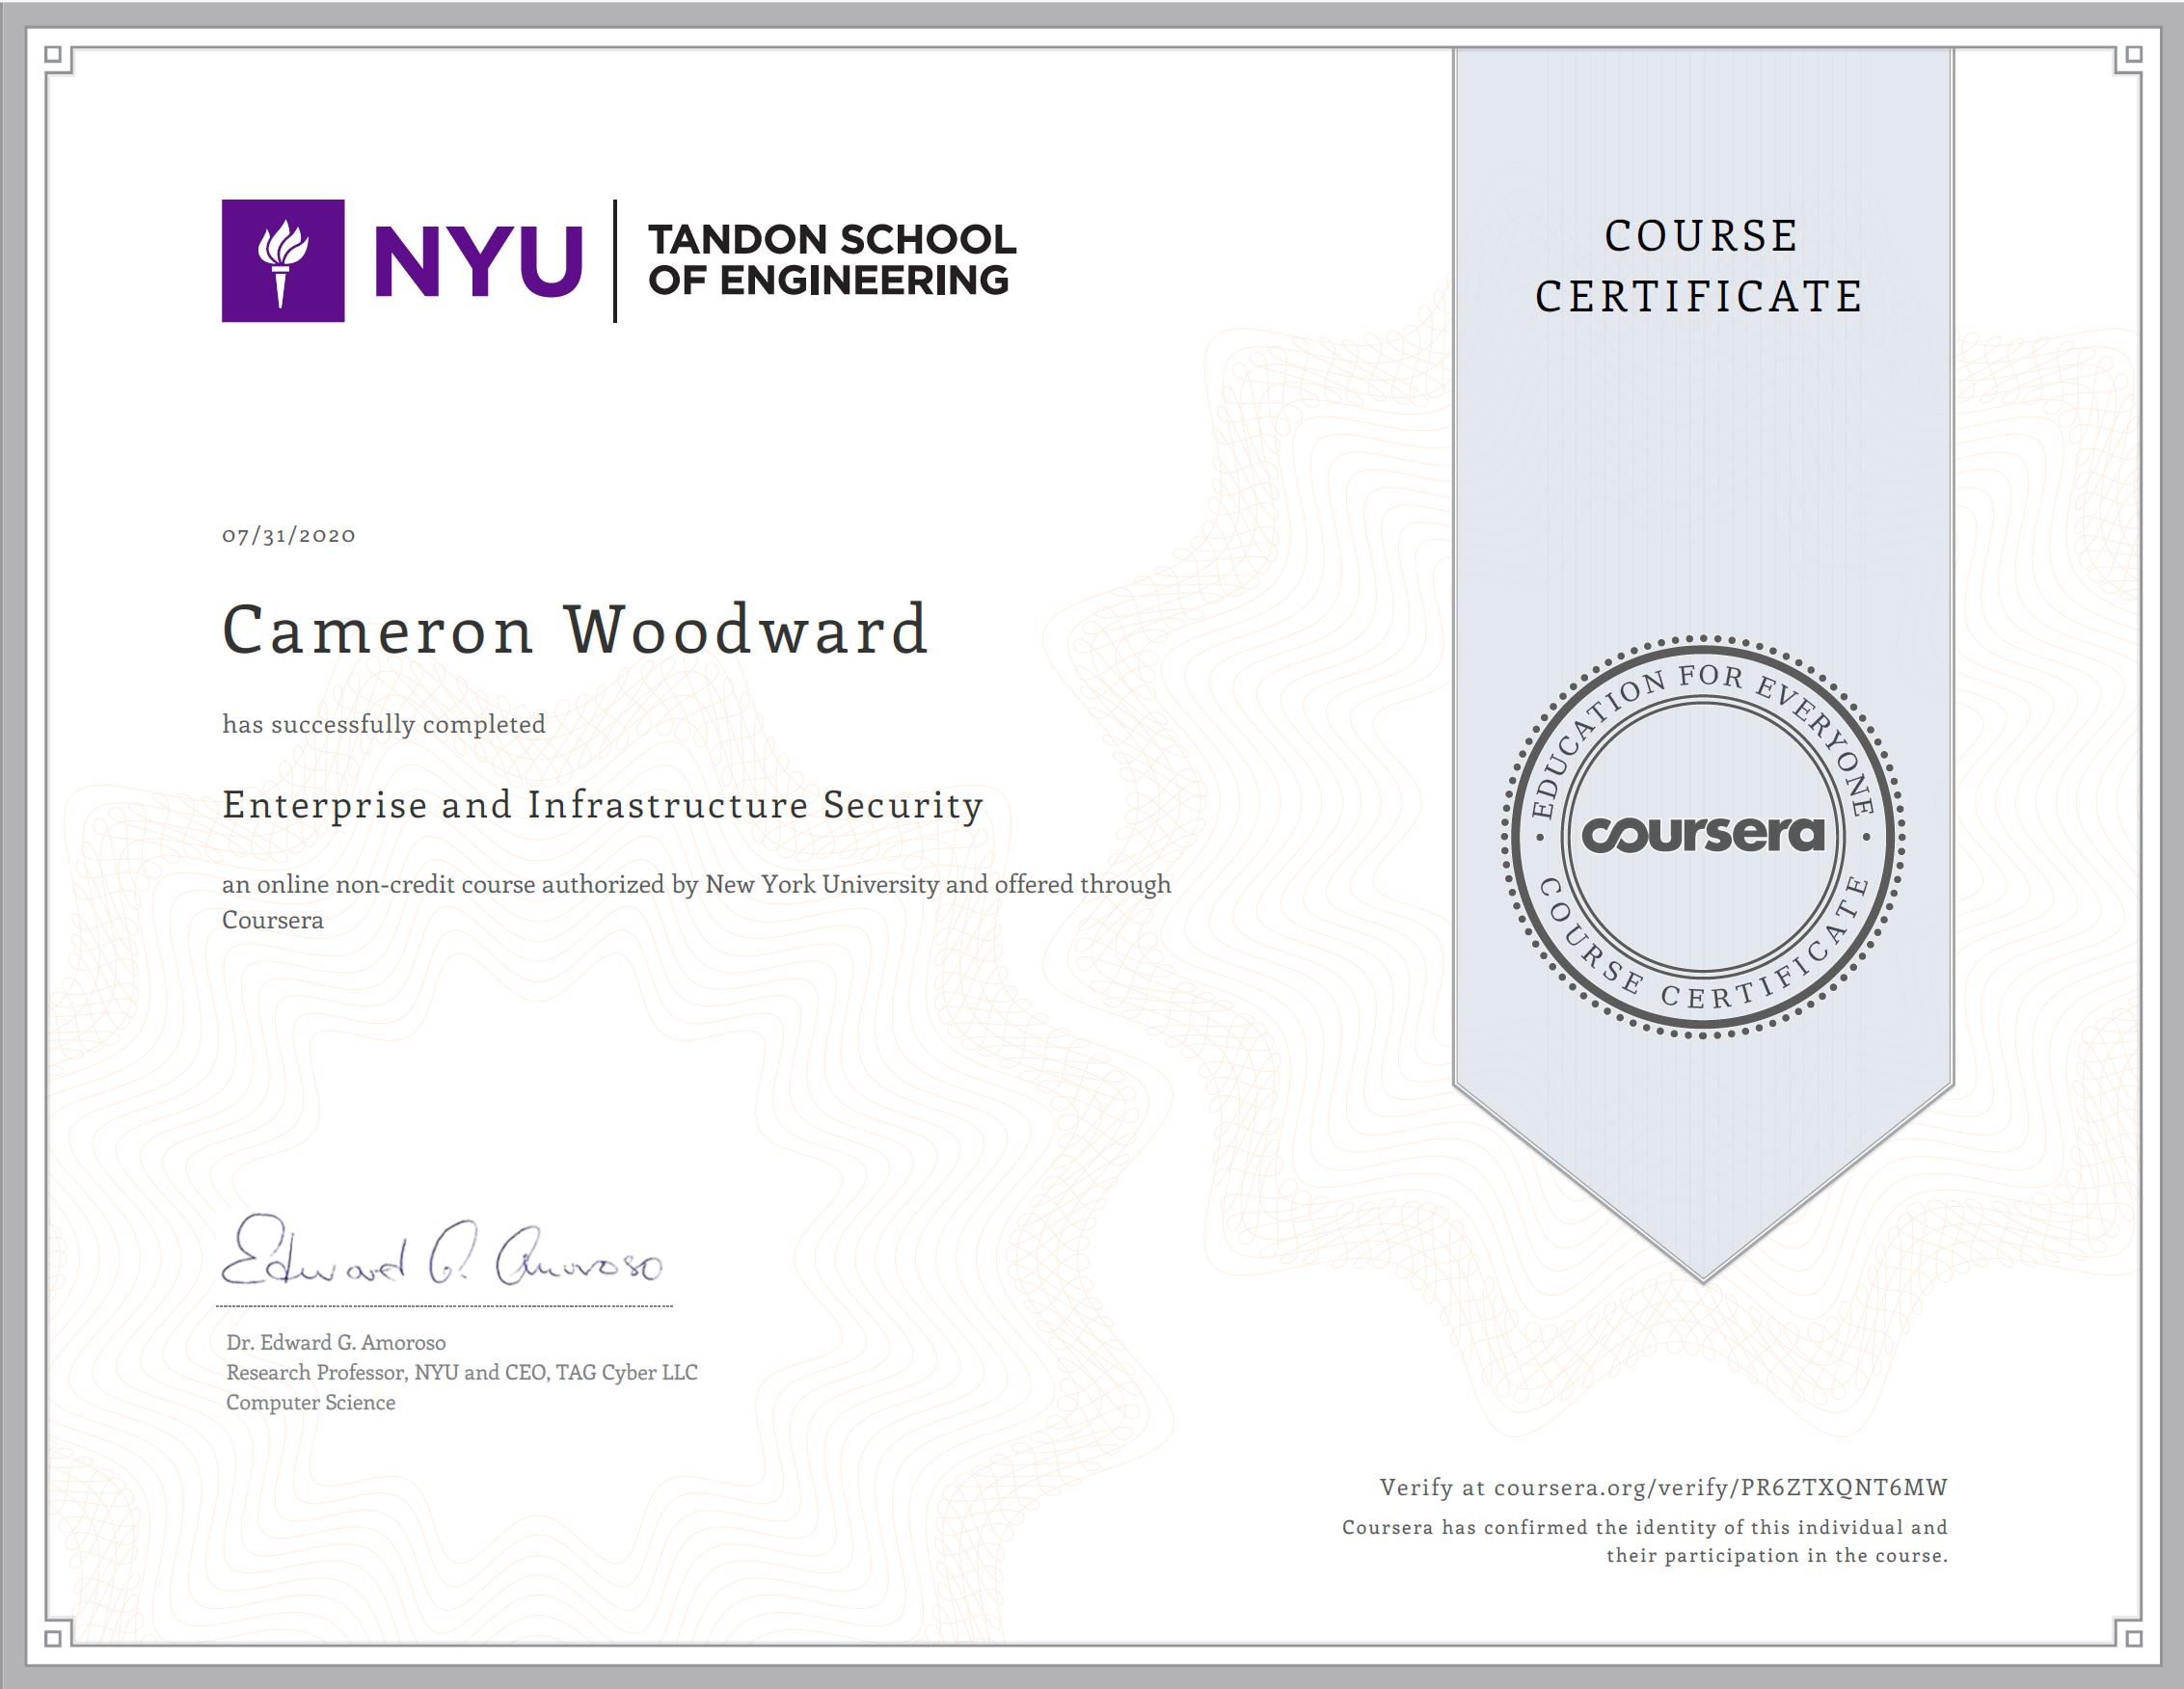 NYU
TANDON SCHOOL
OF ENGINEERING
COURSE
CERTIFICATE
07/31/2020
Cameron Woodward
has successfully completed
Enterprise and Infrastructure Security
an online non-credit course authorized by New York University and offered through
Coursera
EDUCATION FOR EVERYONE
coursera
COURSE CERTIFICATE
Edward G. Amoroso
Dr. Edward G. Amoroso
Research Professor, NYU and CEO, TAG Cyber LLC
Computer Science
Verify at coursera.org/verify/PR6ZTXQNT6MW
Coursera has confirmed the identity of this individual and
their participation in the course.